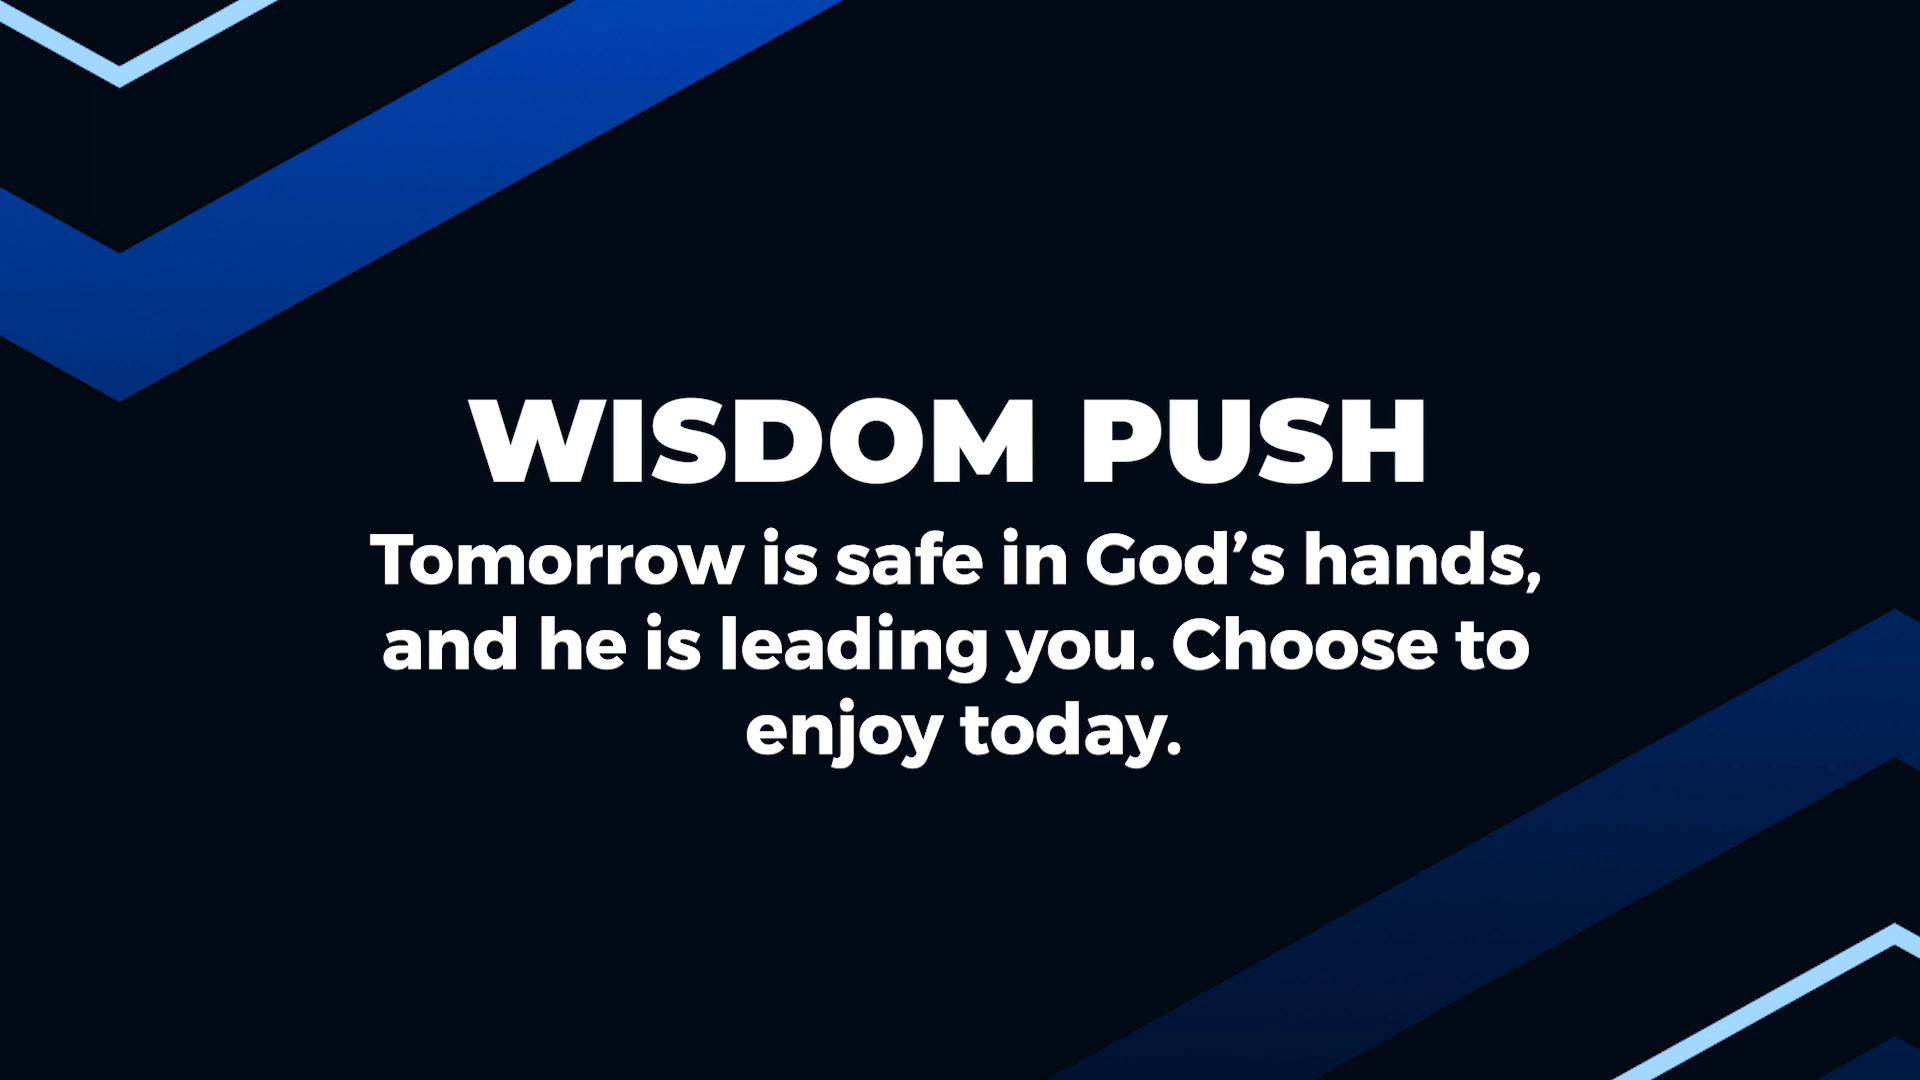 WISDOM PUSH
Tomorrow is safe in God’s hands,
and he is leading you. Choose to
enjoy today.